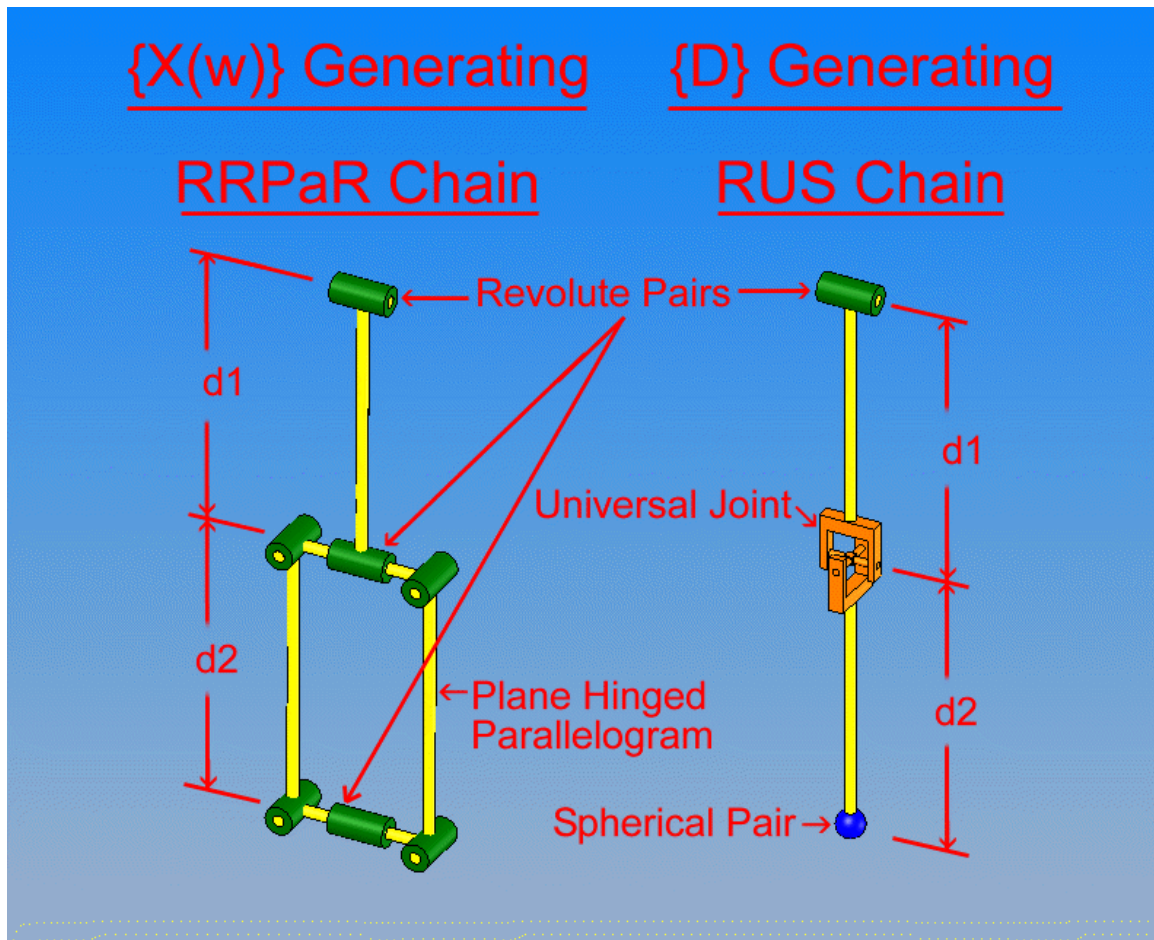 {X(w)} Generating
{D} Generating
RRPaR Chain
RUS Chain
Revolute Pairs
d1
d1
Universal Joint
d2
Plane Hinged
Parallelogram
d2
Spherical Pair